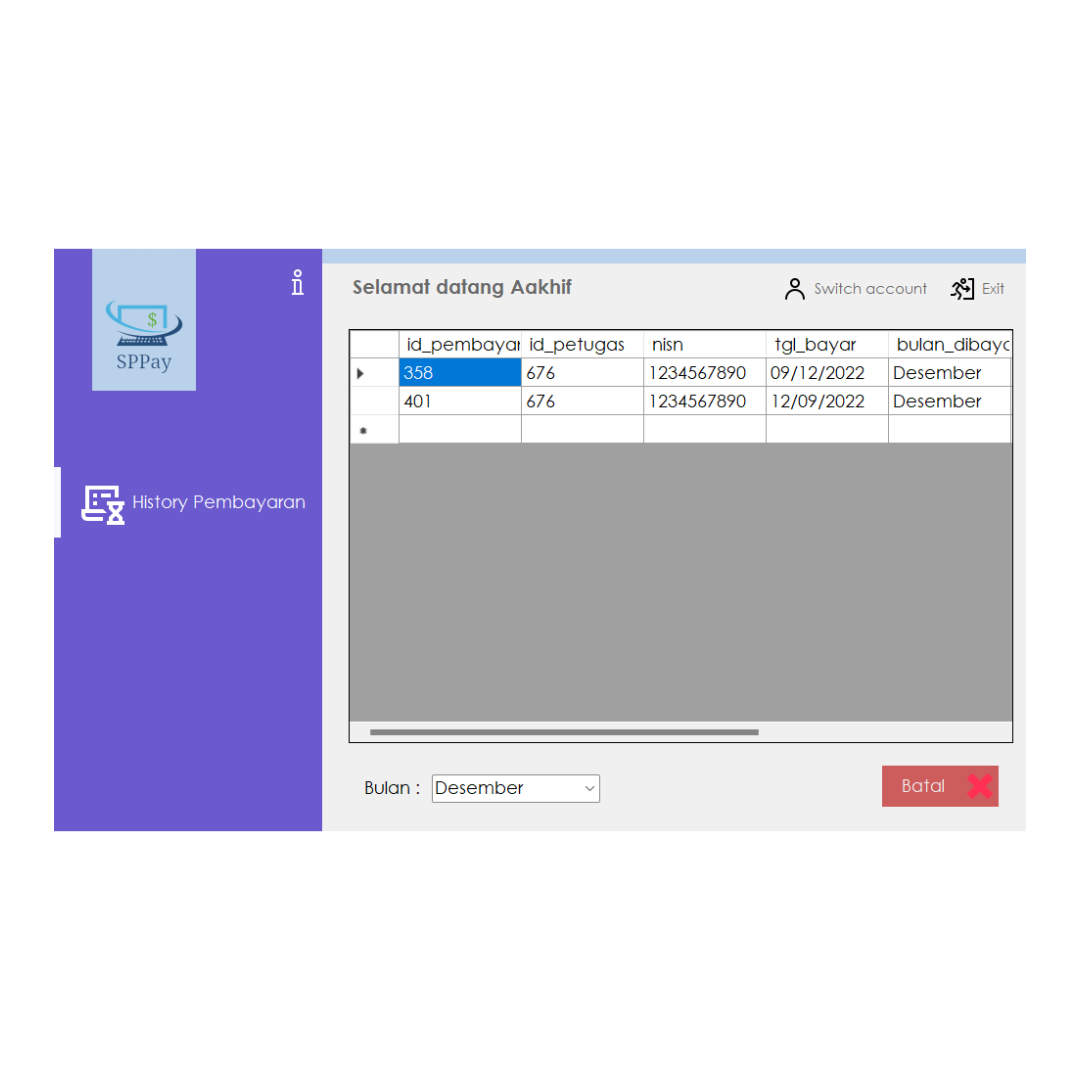 Selamat datang Aakhif
Switch account
Exit
$
SPPay
History Pembayaran
id_pembayar id_petugas nisn tgl_bayar bulan_dibaya
358 676 1234567890 09/12/2022 Desember
401 676 1234567890 12/09/2022 Desember
Bulan : Desember
Batal